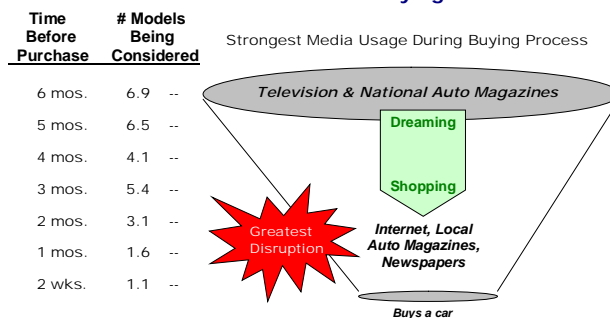 Time # Models
Before Being
Purchase Considered
Strongest Media Usage During Buying Process
6 mos. 6.9 --
5 mos. 6.5 --
4 mos. 4.1 --
3 mos. 5.4 --
2 mos. 3.1 --
1 mos. 1.6 --
2 wks. 1.1 --
Television & National Auto Magazines
Dreaming
Shopping
Greatest
Disruption
Internet, Local
Auto Magazines,
Newspapers
Buys a car